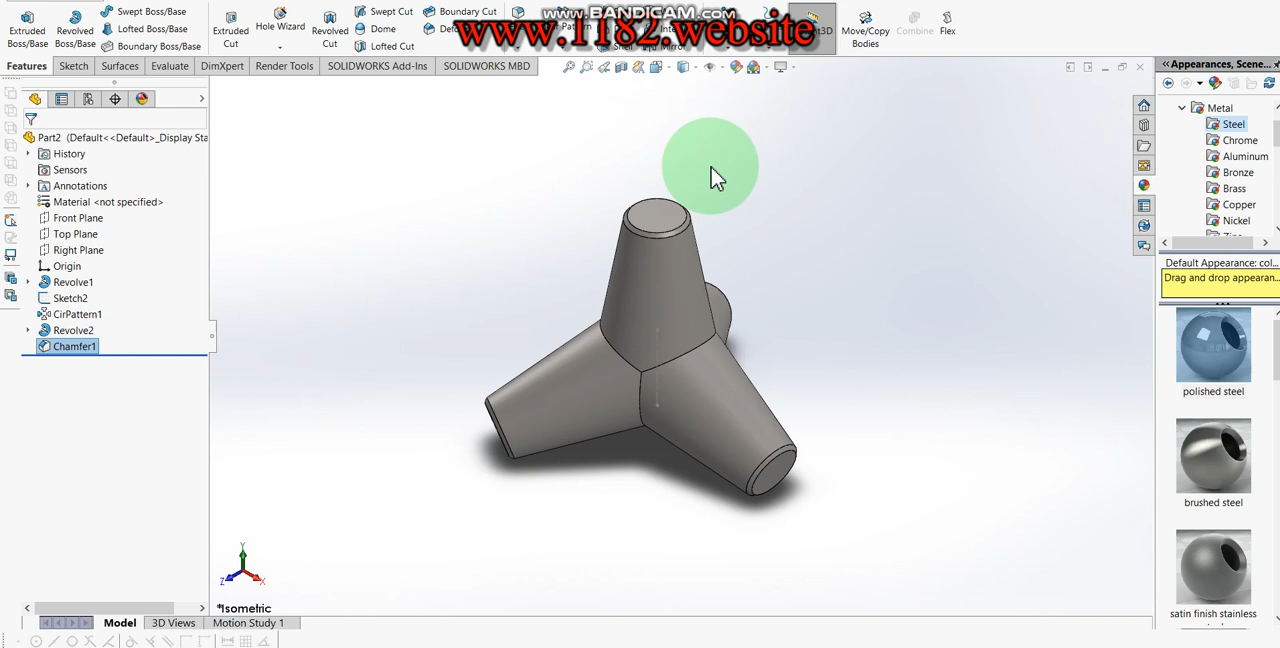 www.BANDICAM.com
www.1182.website
Extruded Boss/Base
Revolved Boss/Base
Swept Boss/Base
Lofted Boss/Base
Boundary Boss/Base
Extruded Cut
Hole Wizard
Revolved Cut
Swept Cut
Dome
Lofted Cut
Boundary Cut
Move/Copy Bodies
Combine
Flex
Features
Sketch
Surfaces
Evaluate
DimXpert
Render Tools
SOLIDWORKS Add-Ins
SOLIDWORKS MBD
Part2 (Default<<Default>_Display Sta
History
Sensors
Annotations
Material <not specified>
Front Plane
Top Plane
Right Plane
Origin
Revolve1
Sketch2
CirPattern1
Revolve2
Chamfer1
Y
Z
X
*Isometric
Model
3D Views
Motion Study 1
Appearances, Scene...
Metal
Steel
Chrome
Aluminum
Bronze
Brass
Copper
Nickel
Default Appearance: col...
Drag and drop appearan...
polished steel
brushed steel
satin finish stainless